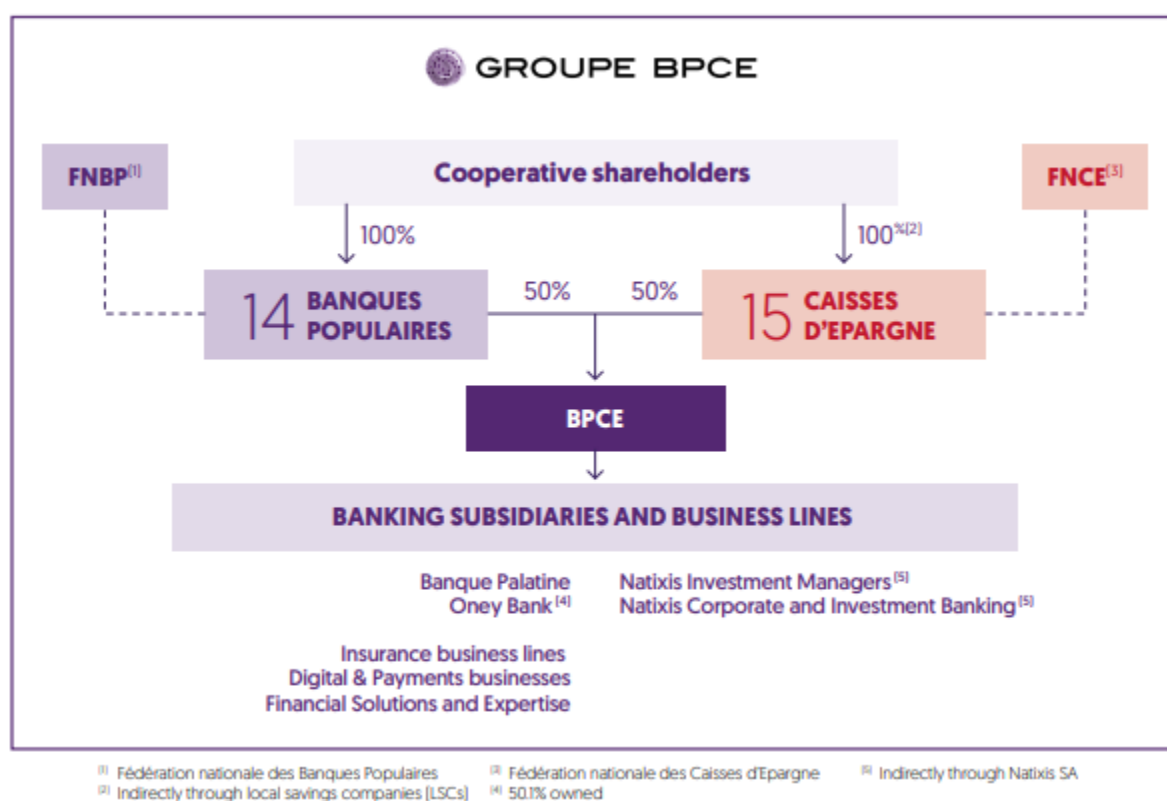 GROUPE BPCE
FNBP(1)
Cooperative shareholders
FNCE(3)
100%
100%(2)
14 BANQUES POPULAIRES
50%
50%
15 CAISSES D'EPARGNE
BPCE
BANKING SUBSIDIARIES AND BUSINESS LINES
Banque Palatine
Oney Bank (4)
Natixis Investment Managers (5)
Natixis Corporate and Investment Banking (5)
Insurance business lines
Digital & Payments businesses
Financial Solutions and Expertise
(1) Fédération nationale des Banques Populaires
(2) Indirectly through local savings companies (LSCs)
(3) Fédération nationale des Caisses d'Epargne
(4) 50.1% owned
(5) Indirectly through Natixis SA